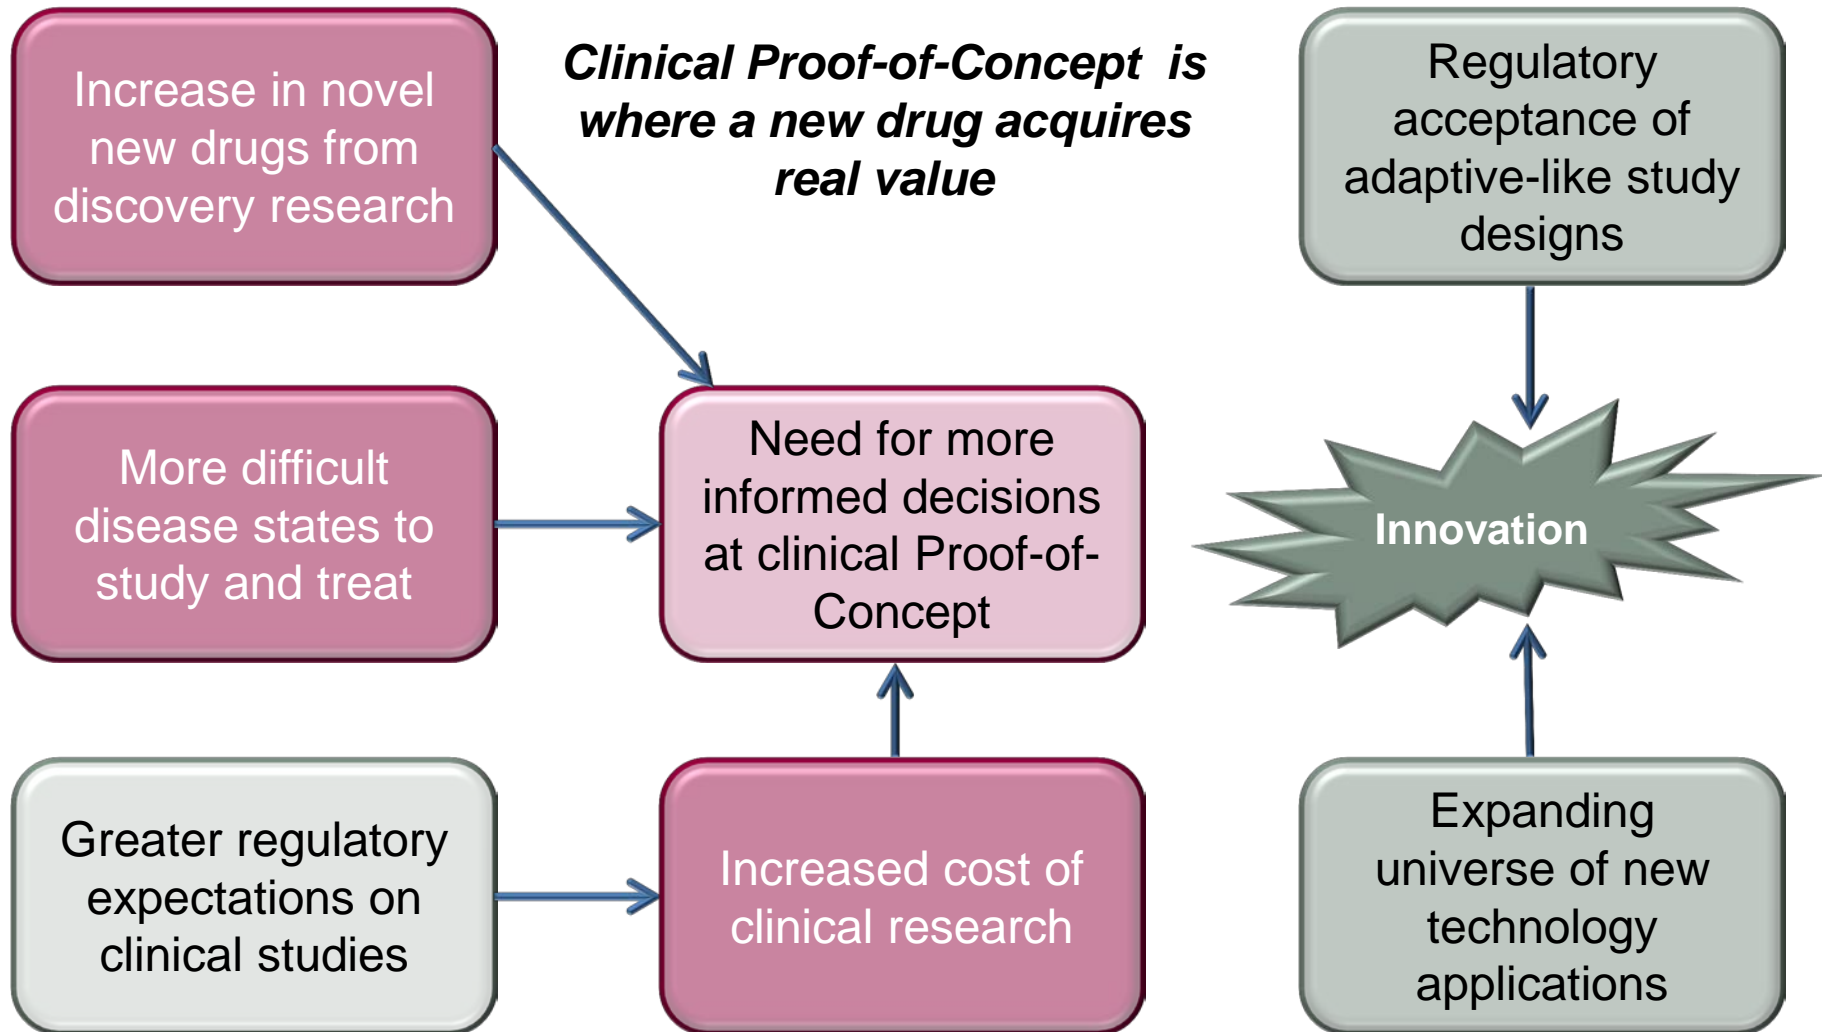 Increase in novel
new drugs from
discovery research
Clinical Proof-of-Concept is
where a new drug acquires
real value
Regulatory
acceptance of
adaptive-like study
designs
More difficult
disease states to
study and treat
Need for more
informed decisions
at clinical Proof-of-
Concept
Innovation
Greater regulatory
expectations on
clinical studies
Increased cost of
clinical research
Expanding
universe of new
technology
applications